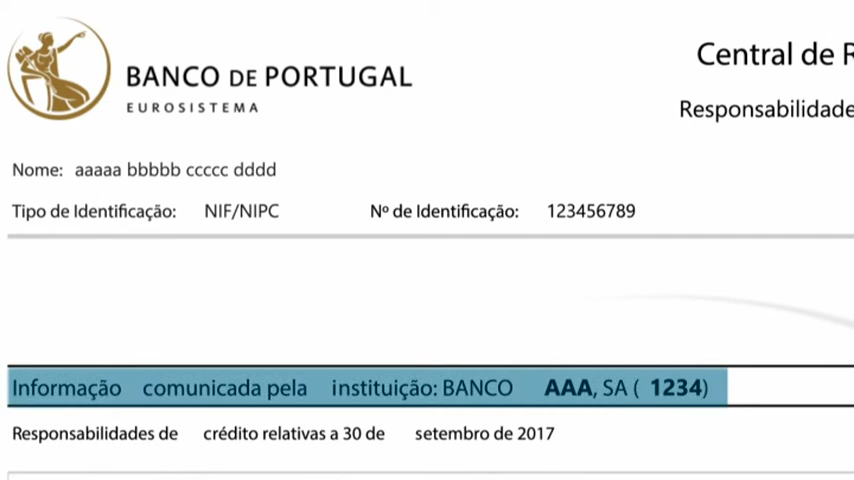 BANCO DE PORTUGAL
EUROSISTEMA
Central de
Nome: aaaaa bbbbb ccccc dddd
Tipo de Identificação: NIF/NIPC Nº de Identificação: 123456789
Informação comunicada pela instituição: BANCO AAA, SA ( 1234)
Responsabilidades de crédito relativas a 30 de setembro de 2017